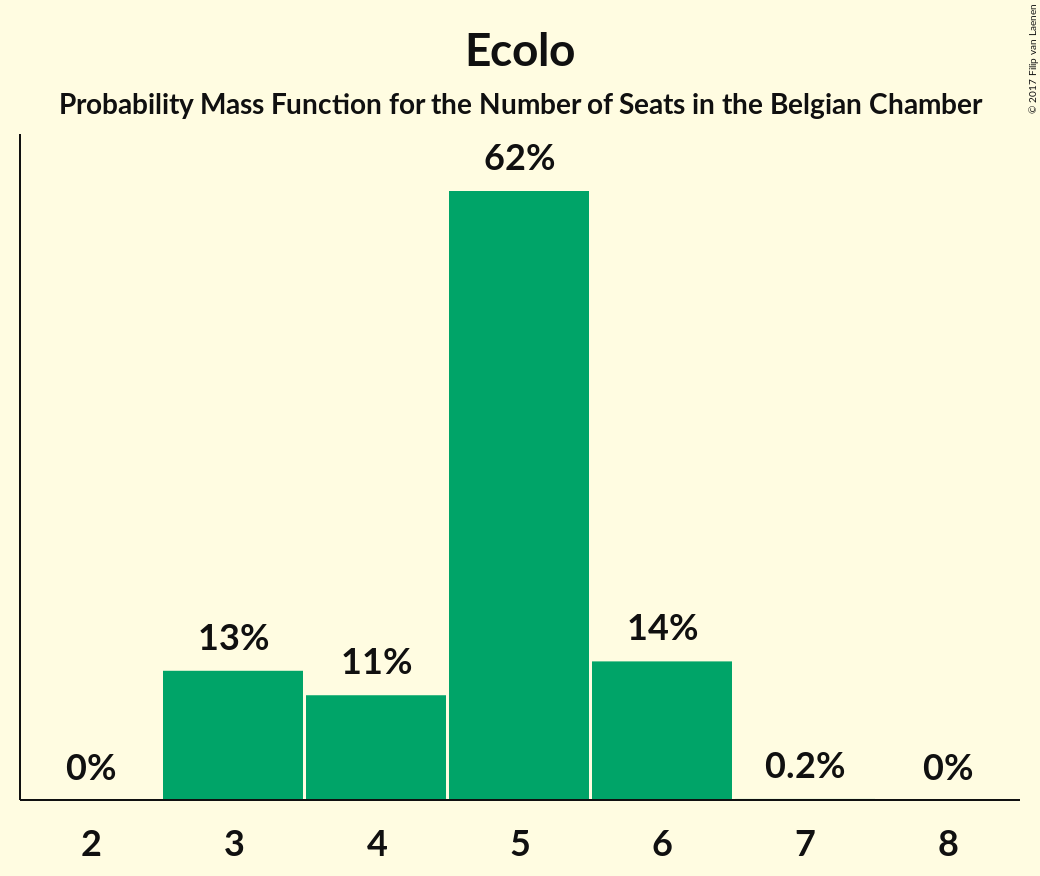 Ecolo
Probability Mass Function for the Number of Seats in the Belgian Chamber
© 2017 Filip van Laenen
62%
13%
11%
14%
0%
0.2%
0%
2 3 4 5 6 7 8